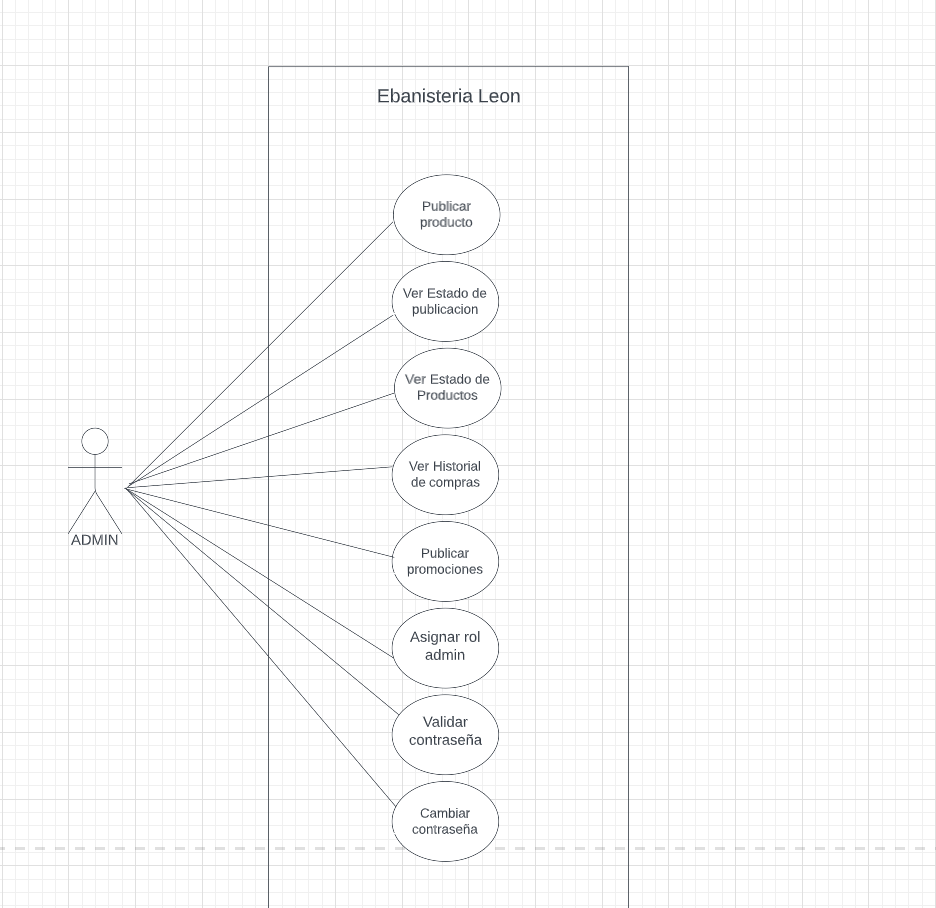 Ebanisteria Leon
Publicar
producto
Ver Estado de
publicacion
Ver Estado de
Productos
Ver Historial
de compras
Publicar
promociones
Asignar rol
admin
Validar
contraseña
Cambiar
contraseña
ADMIN